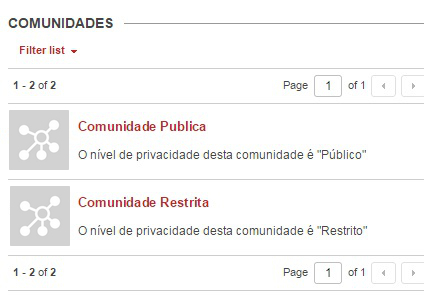 COMUNIDADES
Filter list
1 - 2 of 2 Page 1 of 1
Comunidade Publica
O nível de privacidade desta comunidade é "Público"
Comunidade Restrita
O nível de privacidade desta comunidade é "Restrito"
1 - 2 of 2 Page 1 of 1